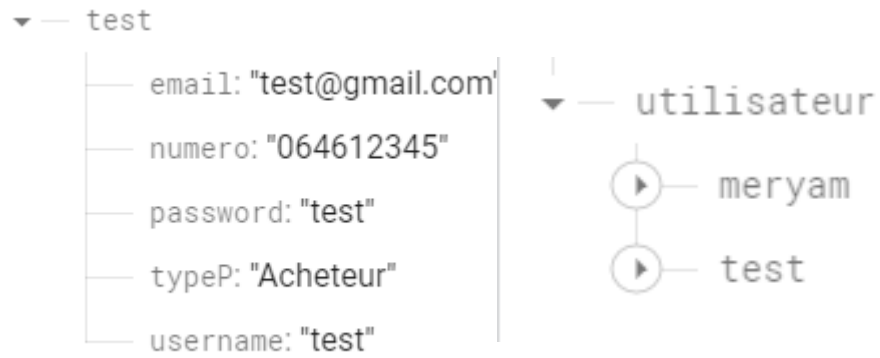 test
email: "test@gmail.com"
numero: "064612345"
password: "test"
typeP: "Acheteur"
username: "test"
utilisateur
meryam
test